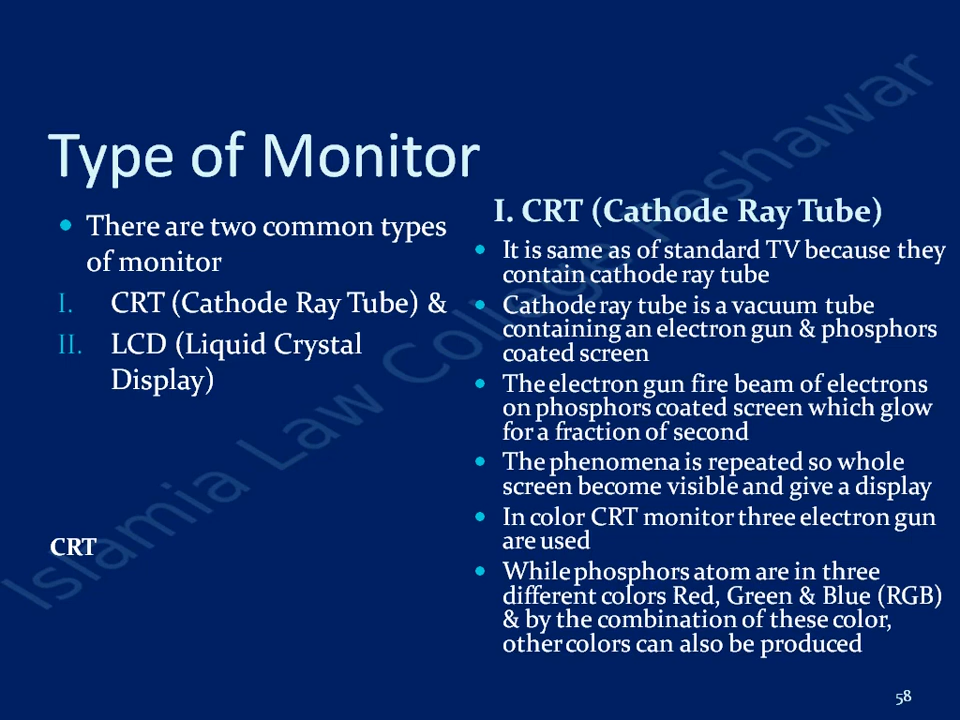 Type of Monitor
There are two common types
of monitor
I. CRT (Cathode Ray Tube) &
II. LCD (Liquid Crystal
Display)
CRT
I. CRT (Cathode Ray Tube)
It is same as of standard TV because they
contain cathode ray tube
Cathode ray tube is a vacuum tube
containing an electron gun & phosphors
coated screen
The electron gun fire beam of electrons
on phosphors coated screen which glow
for a fraction of second
The phenomena is repeated so whole
screen become visible and give a display
In color CRT monitor three electron gun
are used
While phosphors atom are in three
different colors Red, Green & Blue (RGB)
& by the combination of these color,
other colors can also be produced
58
Islamia Law College Peshawar